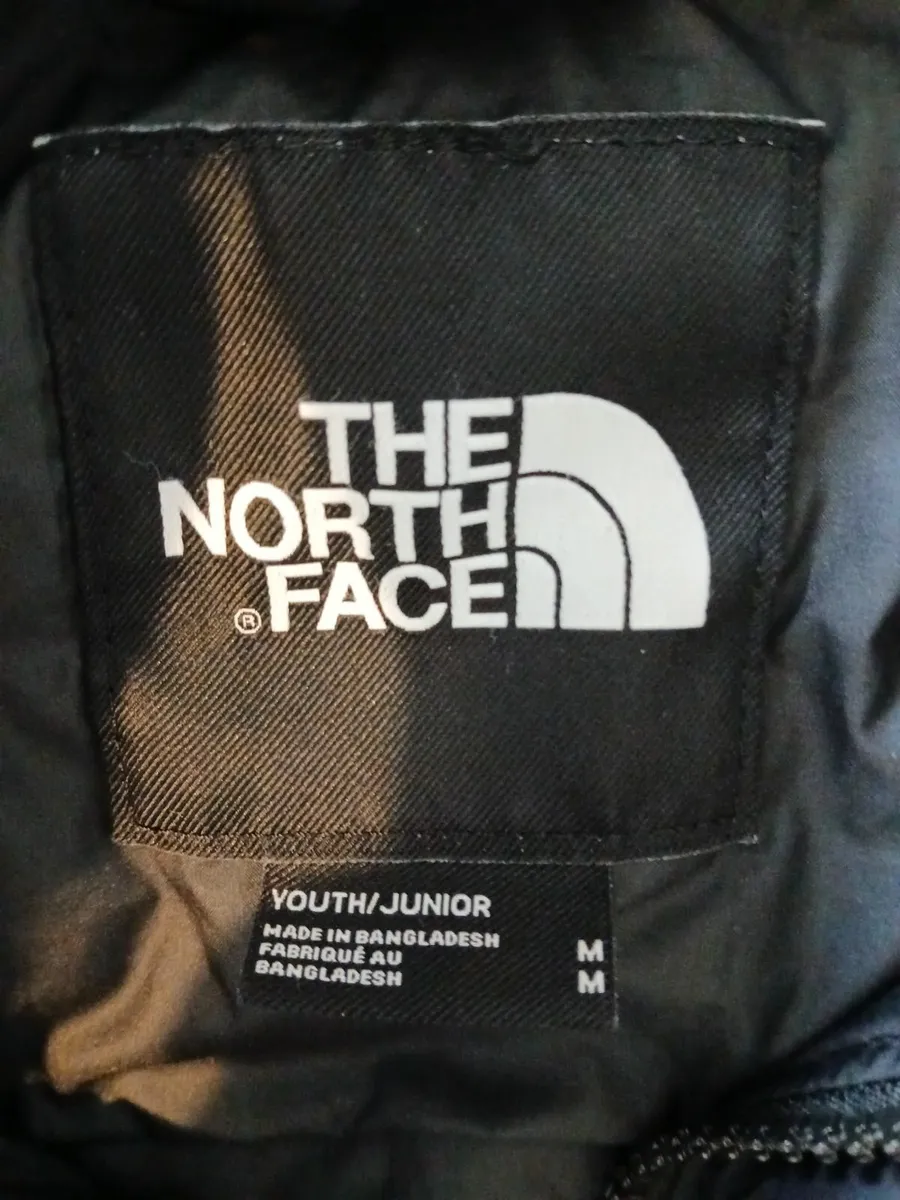 THE
NORTH
FACE
®
YOUTH/JUNIOR
MADE IN BANGLADESH M
FABRIQUÉ AU
BANGLADESH M